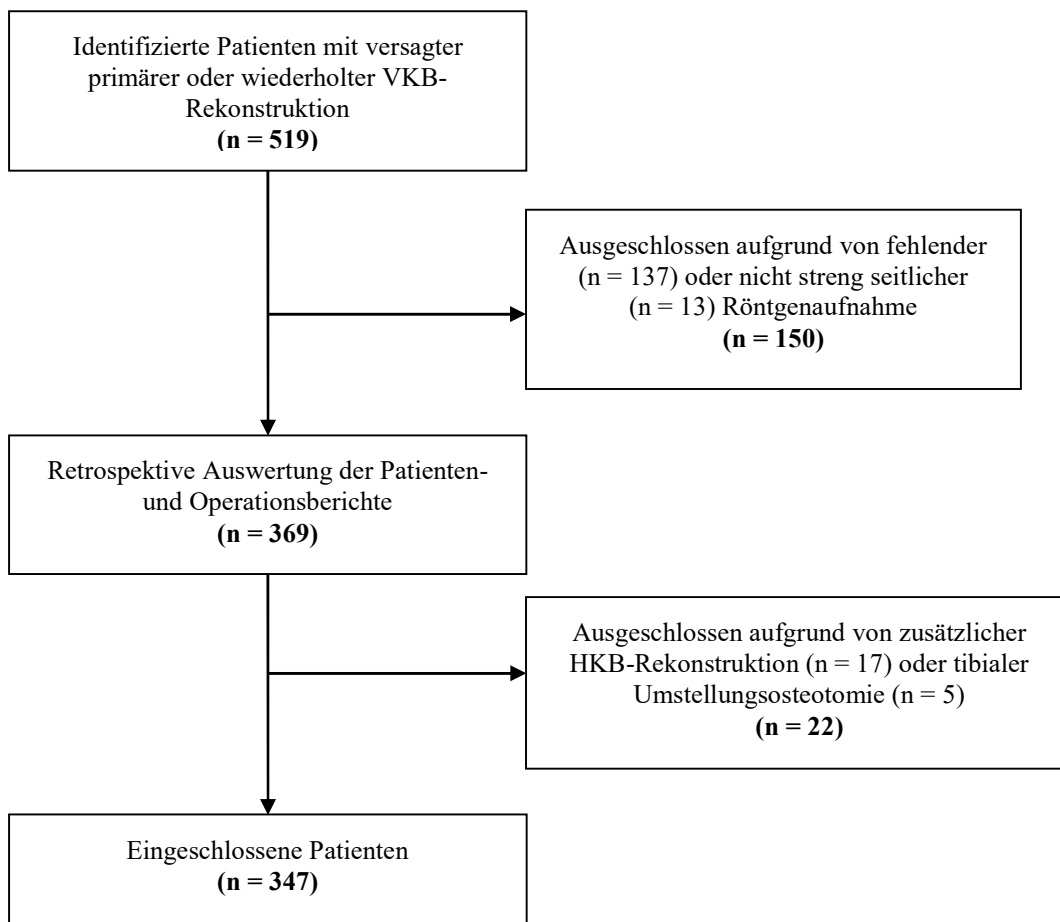 Identifizierte Patienten mit versagter
primärer oder wiederholter VKB-
Rekonstruktion
(n = 519)
Ausgeschlossen aufgrund von fehlender
(n = 137) oder nicht streng seitlicher
(n = 13) Röntgenaufnahme
(n = 150)
Retrospektive Auswertung der Patienten-
und Operationsberichte
(n = 369)
Ausgeschlossen aufgrund von zusätzlicher
HKB-Rekonstruktion (n = 17) oder tibialer
Umstellungsosteotomie (n = 5)
(n = 22)
Eingeschlossene Patienten
(n = 347)